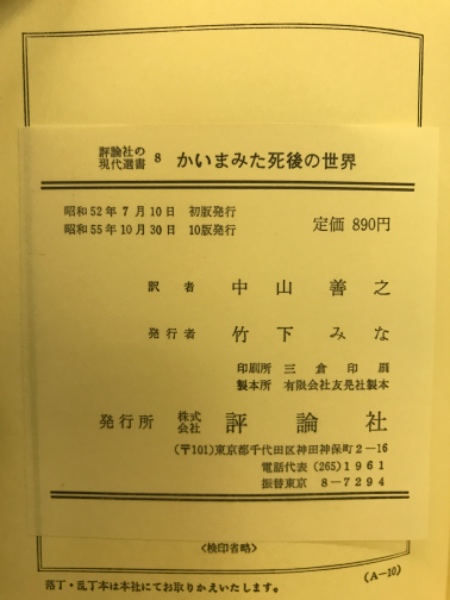 評論社の
現代選書 8 かいまみた死後の世界
昭和52年7月10日 初版発行
昭和55年10月30日 10版発行
定価 890円
訳者 中山善之
発行者 竹下みな
印刷所 三倉印刷
製本所 有限会社友晃社製本
発行所 株式会社 評論社
(〒101)東京都千代田区神田神保町2-16
電話代表 (265)1961
振替東京 8-7294
<検印省略>
落丁・乱丁本は本社にてお取りかえいたします。
(A-10)